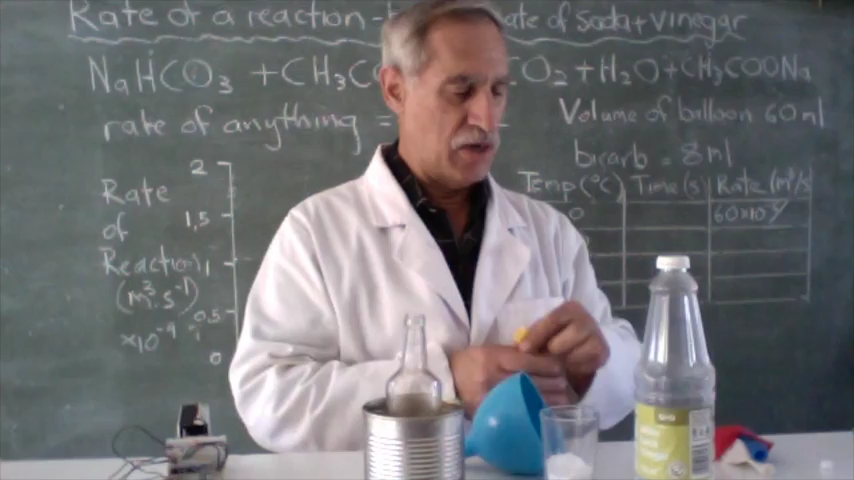 Rate of a reaction - rate of soda + vinegar
NaHCO3 + CH3C O2 + H2O + CH3COONa
rate of anything =
Volume of balloon 60 ml
bicarb = 8 ml
Temp (°C) Time (s) Rate (m³/s
60×10
Rate
of
Reaction
(m³.s⁻¹)
×10
2
1,5
1
0,5
0